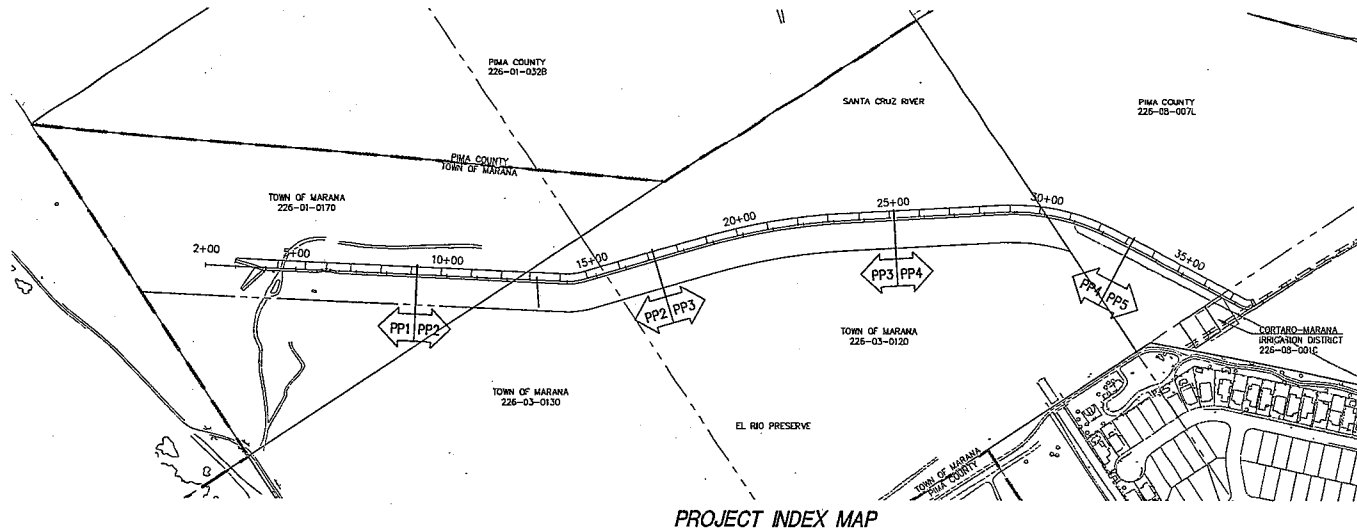 PIMA COUNTY
226-01-032B
SANTA CRUZ RIVER
PIMA COUNTY
226-08-007L
PIMA COUNTY
TOWN OF MARANA
TOWN OF MARANA
226-01-0170
2+00
5+00
10+00
15+00
20+00
25+00
30+00
35+00
PP1 PP2
PP2 PP3
PP3 PP4
PP4 PP5
TOWN OF MARANA
226-03-0120
CORTARO-MARANA
IRRIGATION DISTRICT
226-08-001C
TOWN OF MARANA
226-03-0130
EL RIO PRESERVE
TOWN OF MARANA
PIMA COUNTY
PROJECT INDEX MAP